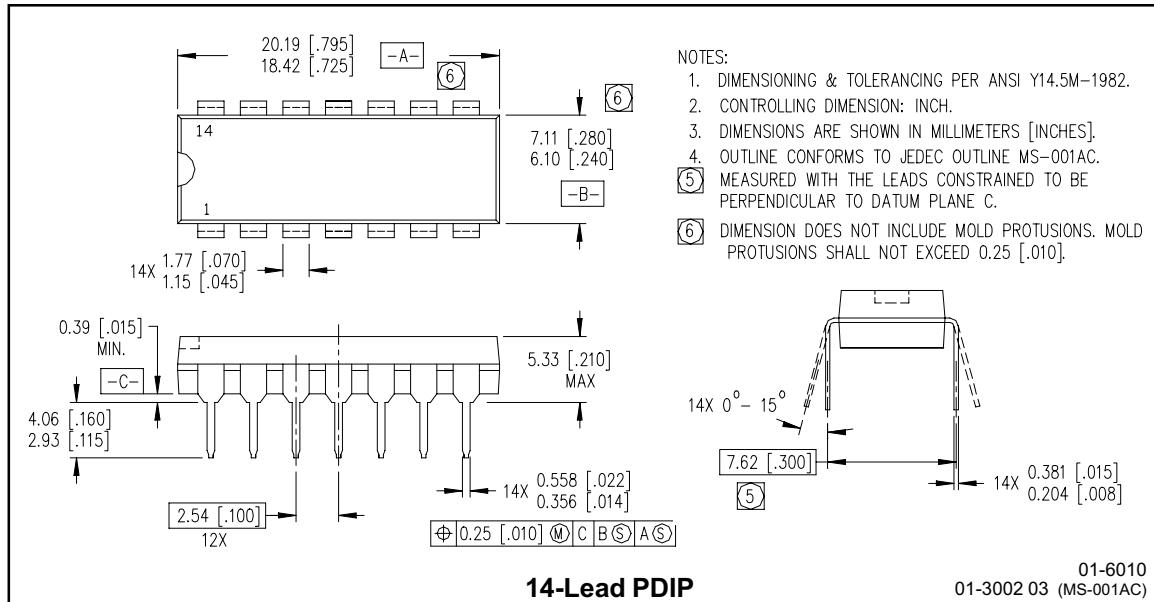 20.19 [.795]
18.42 [.725]
-A-
6
6
14
1
7.11 [.280]
6.10 [.240]
-B-
14X 1.77 [.070]
1.15 [.045]
NOTES:
1. DIMENSIONING & TOLERANCING PER ANSI Y14.5M-1982.
2. CONTROLLING DIMENSION: INCH.
3. DIMENSIONS ARE SHOWN IN MILLIMETERS [INCHES].
4. OUTLINE CONFORMS TO JEDEC OUTLINE MS-001AC.
5 MEASURED WITH THE LEADS CONSTRAINED TO BE
PERPENDICULAR TO DATUM PLANE C.
6 DIMENSION DOES NOT INCLUDE MOLD PROTUSIONS. MOLD
PROTUSIONS SHALL NOT EXCEED 0.25 [.010].
0.39 [.015]
MIN.
-C-
4.06 [.160]
2.93 [.115]
5.33 [.210]
MAX
2.54 [.100]
12X
14X 0.558 [.022]
0.356 [.014]
⌖ 0.25 [.010] Ⓜ C B Ⓢ A Ⓢ
14X 0°- 15°
7.62 [.300]
5
14X 0.381 [.015]
0.204 [.008]
14-Lead PDIP
01-6010
01-3002 03 (MS-001AC)